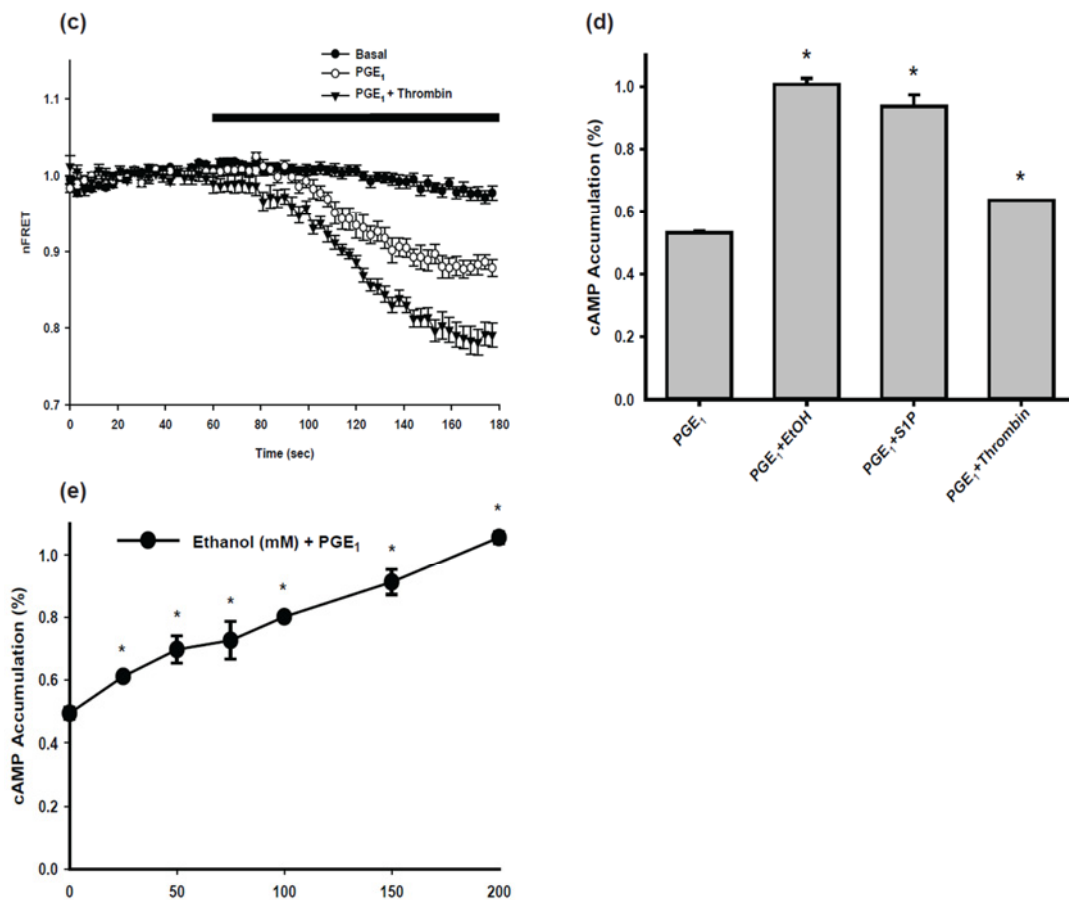 (c)
Basal
PGE₁
PGE₁ + Thrombin
1.1
1.0
0.9
0.8
0.7
nFRET
0 20 40 60 80 100 120 140 160 180
Time (sec)
(d)
* * * *
1.0
0.8
0.6
0.4
0.2
0.0
cAMP Accumulation (%)
PGE₁
PGE₁+EtOH
PGE₁+S1P
PGE₁+Thrombin
(e)
Ethanol (mM) + PGE₁
* * * * * *
1.0
0.8
0.6
0.4
0.2
0.0
cAMP Accumulation (%)
0 50 100 150 200